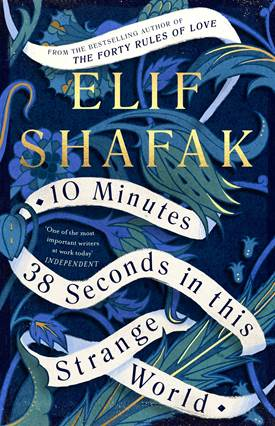 FROM THE BESTSELLING AUTHOR OF
THE FORTY RULES OF LOVE
ELIF
SHAFAK
10 Minutes
'One of the most
important writers
at work today'
INDEPENDENT
38 Seconds in this
Strange
World